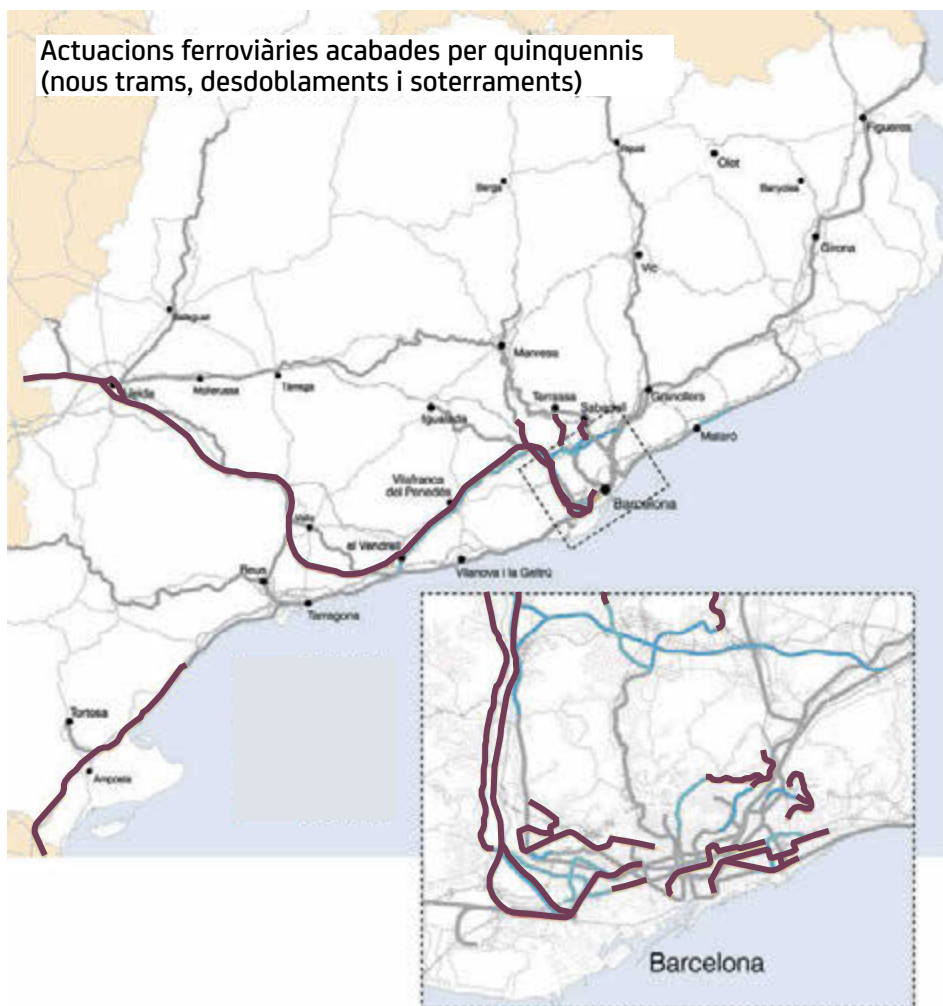 Actuacions ferroviàries acabades per quinquennis
(nous trams, desdoblaments i soterraments)
Figueres
Ripoll
Olot
Berga
Banyoles
Girona
Vic
Balaguer
Manresa
Lleida
Mollerussa
Tàrrega
Terrassa
Sabadell
Granollers
Igualada
Mataró
Vilafranca
del Penedès
Barcelona
Valls
el Vendrell
Vilanova i la Geltrú
Reus
Tarragona
Tortosa
Amposta
Barcelona